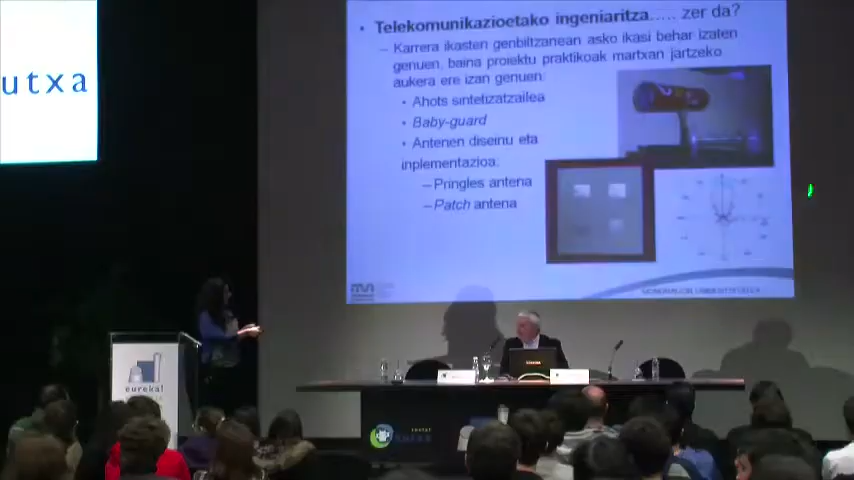 utxa
• Telekomunikazioetako ingeniaritza..... zer da?
– Karrera ikasten genbiltzanean asko ikasi behar izaten
genuen, baina proiektu praktikoak martxan jartzeko
aukera ere izan genuen:
• Ahots sintetizatzailea
• Baby-guard
• Antenen diseinu eta
inplementazioa:
– Pringles antena
– Patch antena
eureka!